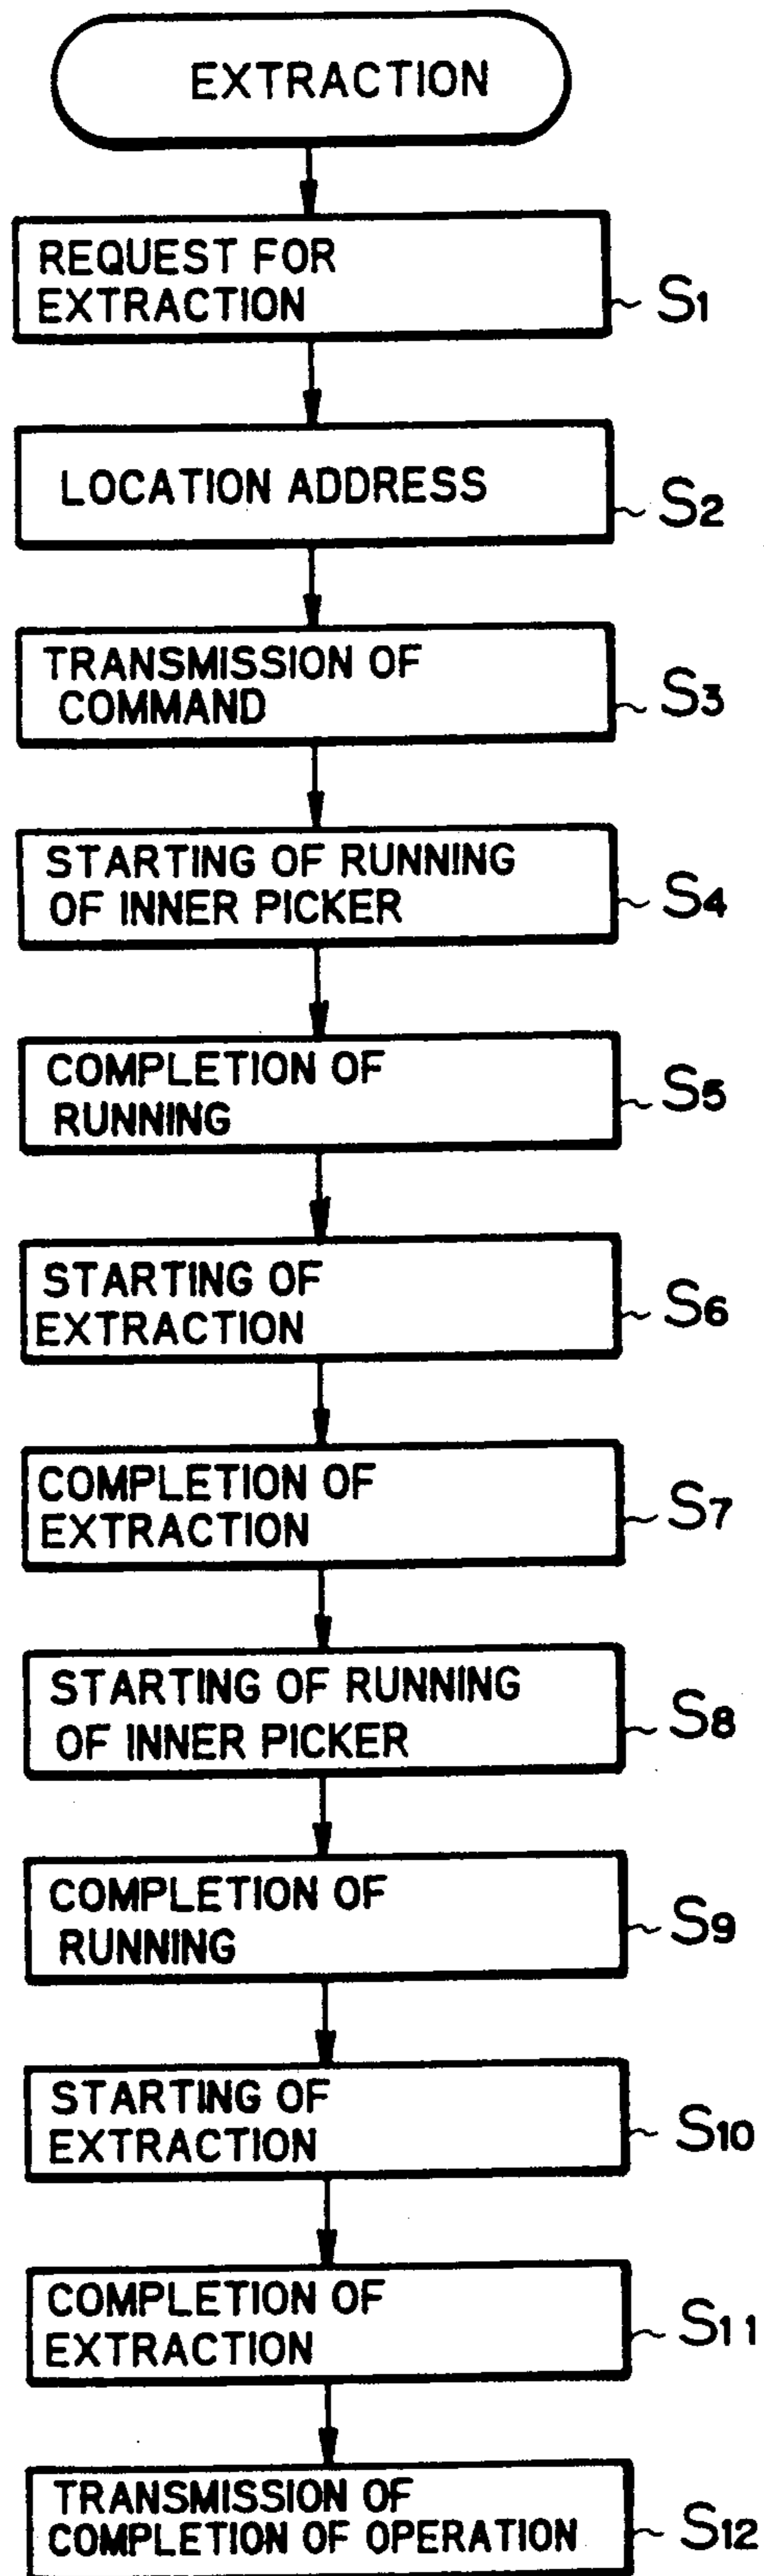 EXTRACTION
REQUEST FOR
EXTRACTION
S1
LOCATION ADDRESS
S2
TRANSMISSION OF
COMMAND
S3
STARTING OF RUNNING
OF INNER PICKER
S4
COMPLETION OF
RUNNING
S5
STARTING OF
EXTRACTION
S6
COMPLETION OF
EXTRACTION
S7
STARTING OF RUNNING
OF INNER PICKER
S8
COMPLETION OF
RUNNING
S9
STARTING OF
EXTRACTION
S10
COMPLETION OF
EXTRACTION
S11
TRANSMISSION OF
COMPLETION OF OPERATION
S12